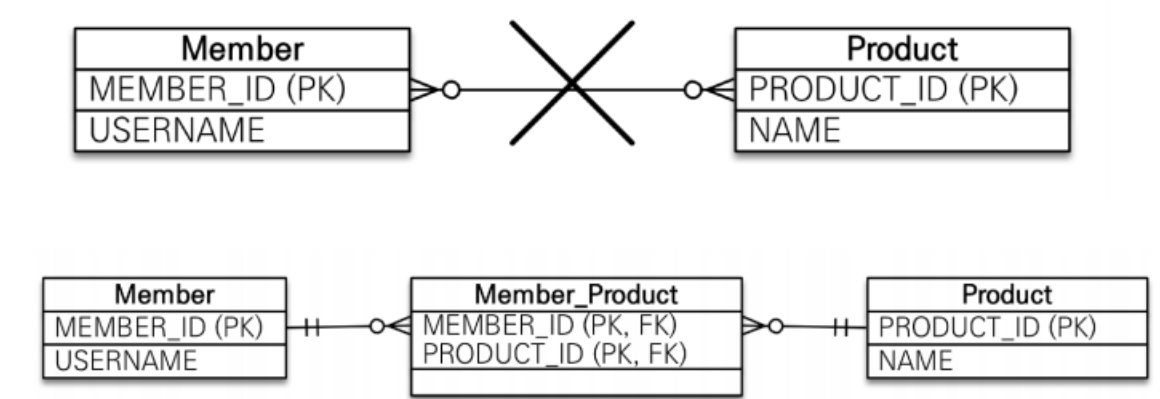 Member
MEMBER_ID (PK)
USERNAME
Product
PRODUCT_ID (PK)
NAME
Member
MEMBER_ID (PK)
USERNAME
Member_Product
MEMBER_ID (PK, FK)
PRODUCT_ID (PK, FK)
Product
PRODUCT_ID (PK)
NAME